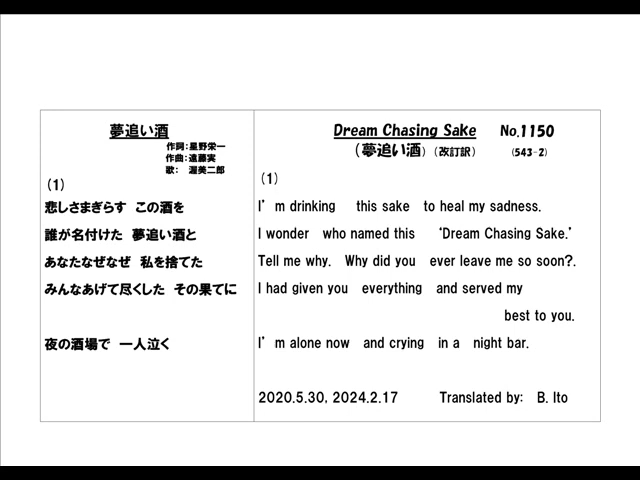 夢追い酒
作詞：星野栄一
作曲：遠藤実
歌： 渥美二郎
(1)
悲しさまぎらす この酒を
誰が名付けた 夢追い酒と
あなたなぜなぜ 私を捨てた
みんなあげて尽くした その果てに
夜の酒場で 一人泣く
Dream Chasing Sake No.1150
(夢追い酒) (改訂訳) (543-2)
(1)
I'm drinking this sake to heal my sadness.
I wonder who named this 'Dream Chasing Sake.'
Tell me why. Why did you ever leave me so soon?.
I had given you everything and served my
best to you.
I'm alone now and crying in a night bar.
2020.5.30, 2024.2.17 Translated by: B. Ito